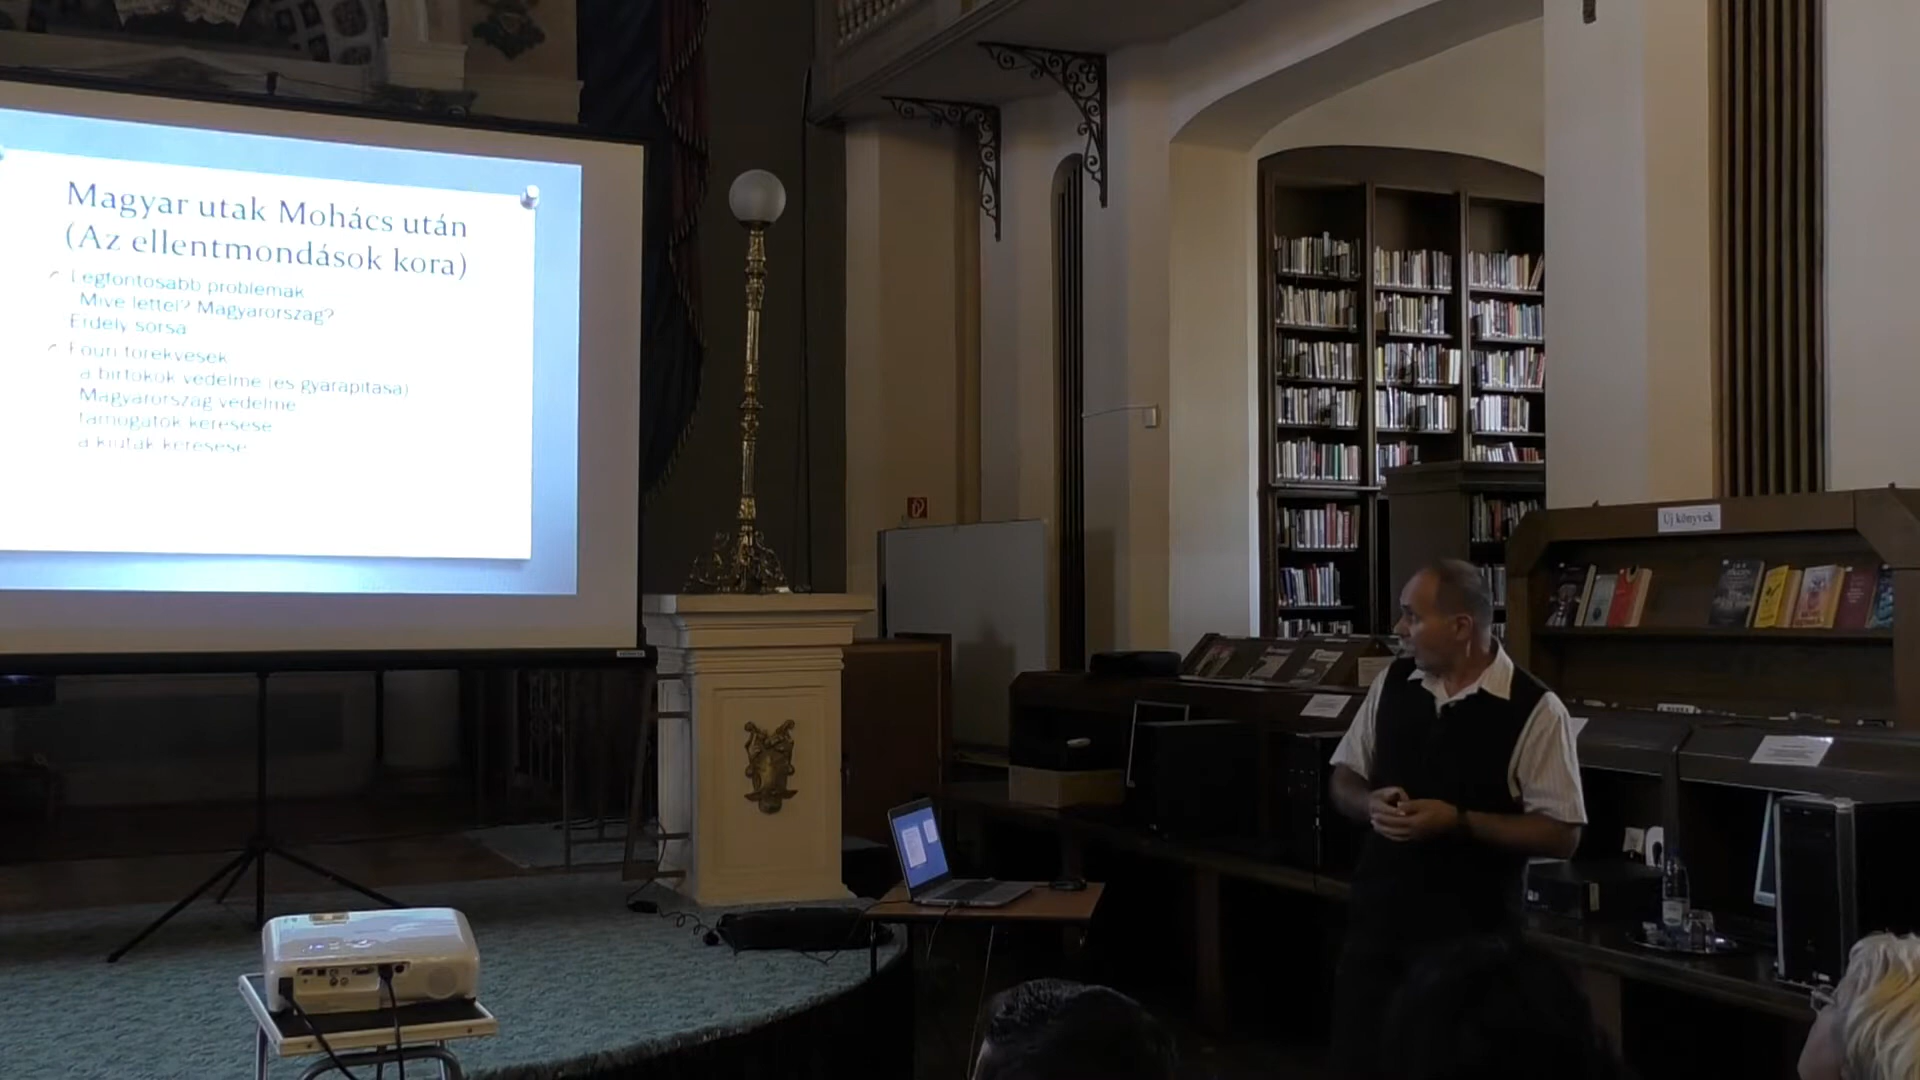 Magyar utak Mohács után
(Az ellentmondások kora)
Legfontosabb problémák
Mivé lettél? Magyarország?
Erdély sorsa
Főúri törekvések
a birtokok védelme (és gyarapítása)
Magyarország védelme
támogatók keresése
a kiutak keresése
Új könyvek